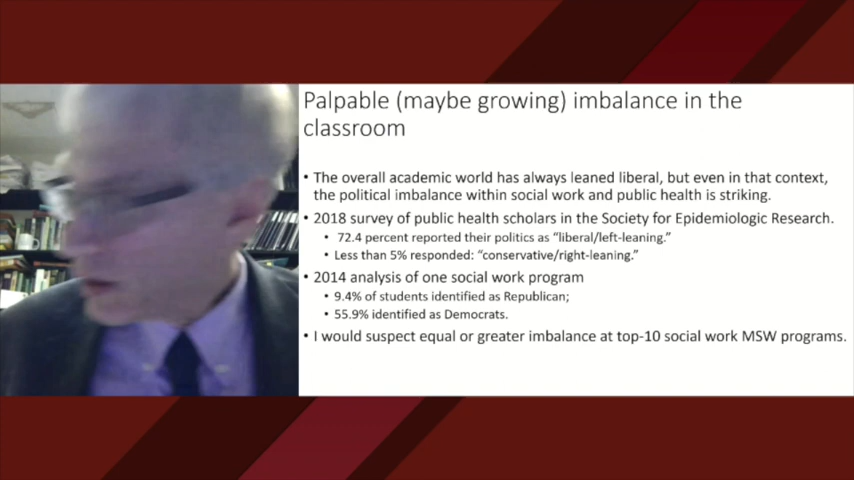 Palpable (maybe growing) imbalance in the
classroom
• The overall academic world has always leaned liberal, but even in that context,
the political imbalance within social work and public health is striking.
• 2018 survey of public health scholars in the Society for Epidemiologic Research.
• 72.4 percent reported their politics as “liberal/left-leaning.”
• Less than 5% responded: “conservative/right-leaning.”
• 2014 analysis of one social work program
• 9.4% of students identified as Republican;
• 55.9% identified as Democrats.
• I would suspect equal or greater imbalance at top-10 social work MSW programs.